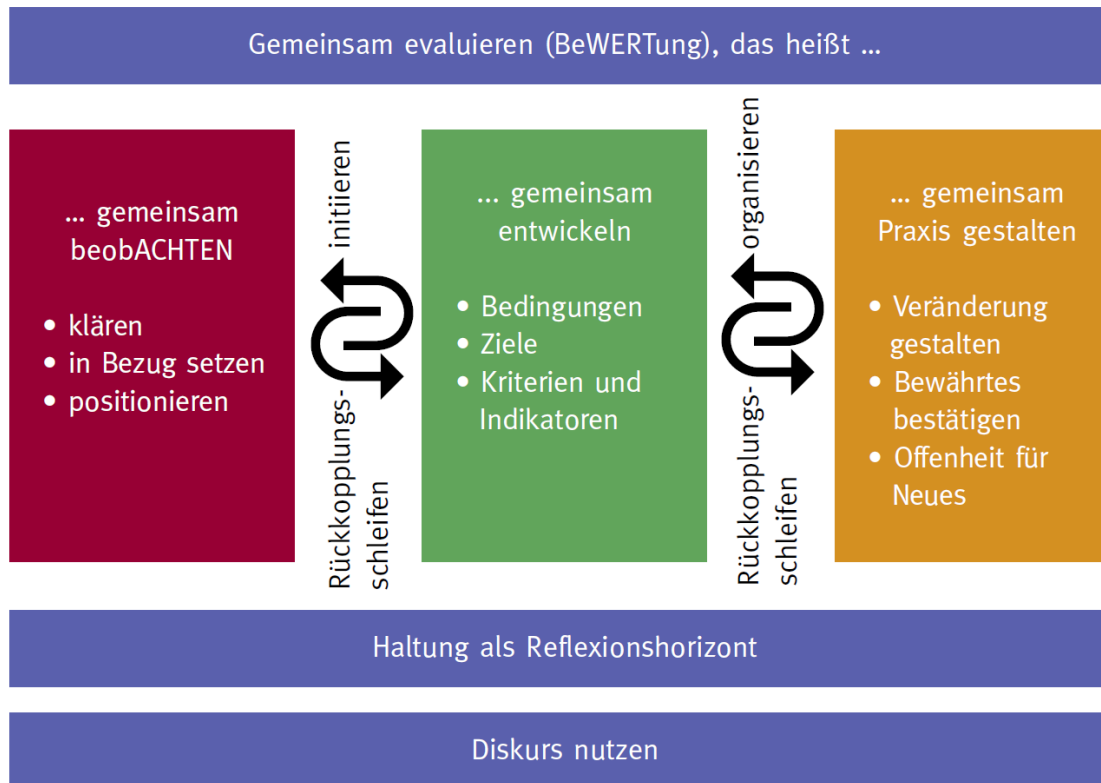 Gemeinsam evaluieren (BeWERTung), das heißt ...
... gemeinsam
beobACHTEN
• klären
• in Bezug setzen
• positionieren
Rückkopplungs-
schleifen
initiieren
... gemeinsam
entwickeln
• Bedingungen
• Ziele
• Kriterien und
Indikatoren
Rückkopplungs-
schleifen
organisieren
... gemeinsam
Praxis gestalten
• Veränderung
gestalten
• Bewährtes
bestätigen
• Offenheit für
Neues
Haltung als Reflexionshorizont
Diskurs nutzen